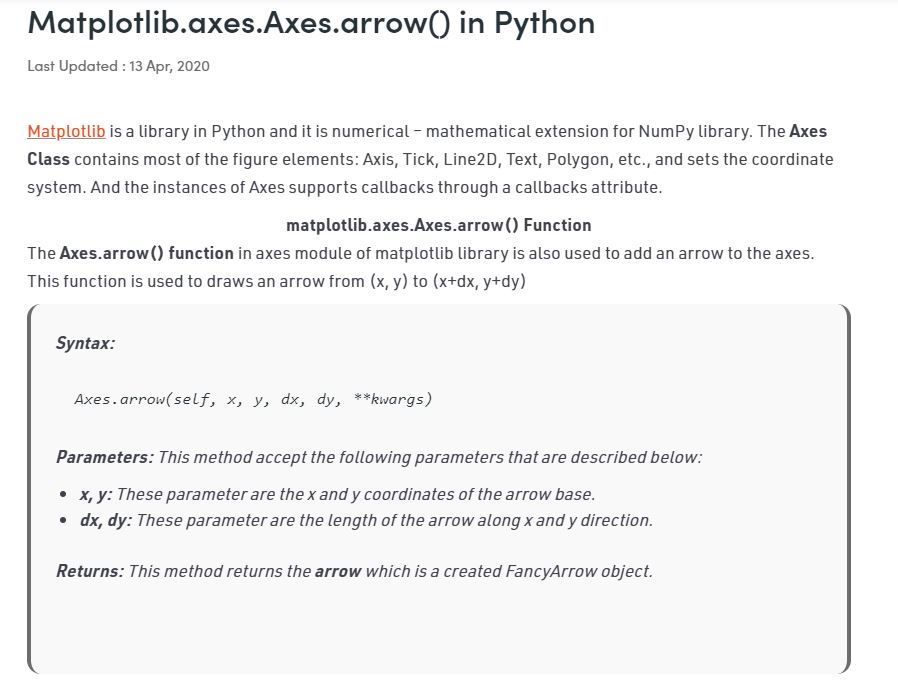 Matplotlib.axes.Axes.arrow() in Python
Last Updated : 13 Apr, 2020
Matplotlib is a library in Python and it is numerical – mathematical extension for NumPy library. The Axes
Class contains most of the figure elements: Axis, Tick, Line2D, Text, Polygon, etc., and sets the coordinate
system. And the instances of Axes supports callbacks through a callbacks attribute.
matplotlib.axes.Axes.arrow() Function
The Axes.arrow() function in axes module of matplotlib library is also used to add an arrow to the axes.
This function is used to draws an arrow from (x, y) to (x+dx, y+dy)
Syntax:
Axes.arrow(self, x, y, dx, dy, **kwargs)
Parameters: This method accept the following parameters that are described below:
• x, y: These parameter are the x and y coordinates of the arrow base.
• dx, dy: These parameter are the length of the arrow along x and y direction.
Returns: This method returns the arrow which is a created FancyArrow object.